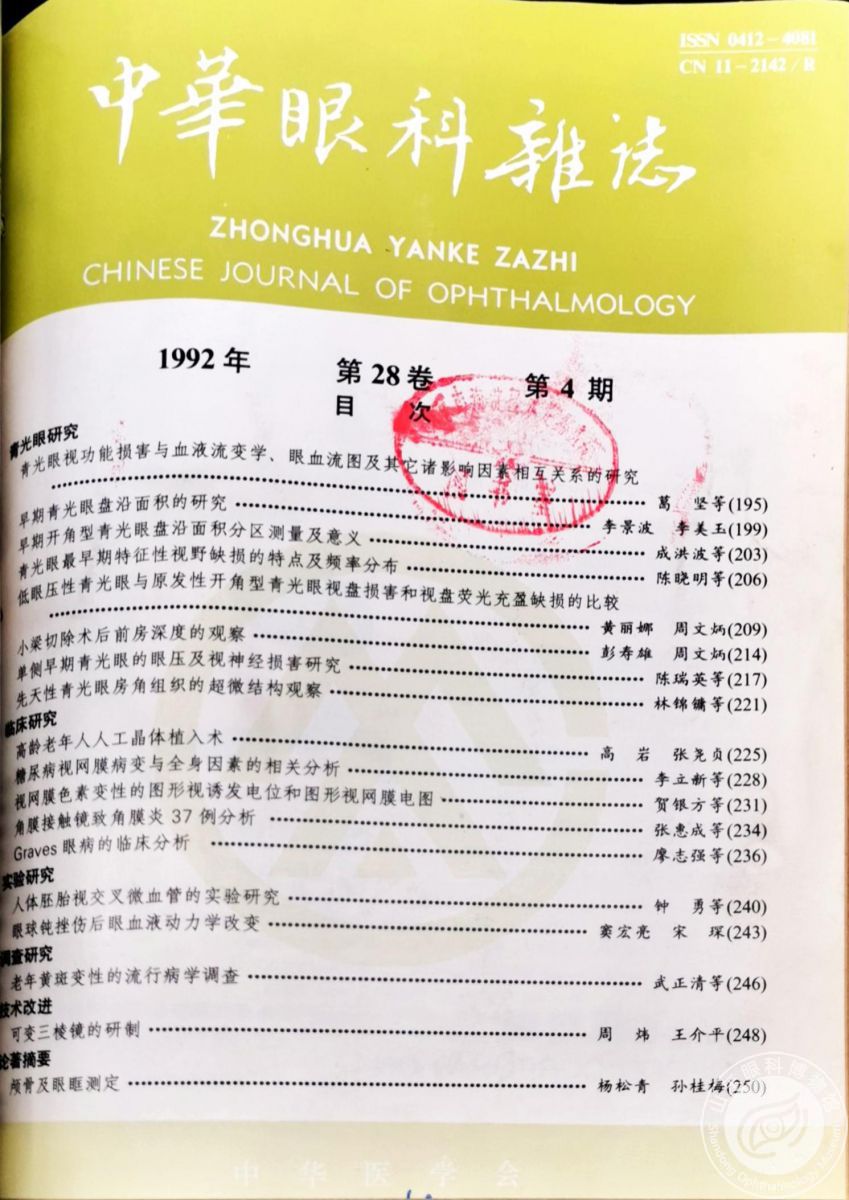 ISSN 0412-4081
CN 11-2142/R
中華眼科雜誌
ZHONGHUA YANKE ZAZHI
CHINESE JOURNAL OF OPHTHALMOLOGY
1992年 第28卷 第4期
目 次
青光眼研究
青光眼视功能损害与血液流变学、眼血流图及其它诸影响因素相互关系的研究
葛 坚等(195)
早期青光眼盘沿面积的研究 李景波 李美玉(199)
早期开角型青光眼盘沿面积分区测量及意义 成洪波等(203)
青光眼最早期特征性视野缺损的特点及频率分布 陈晓明等(206)
低眼压性青光眼与原发性开角型青光眼视盘损害和视盘荧光充盈缺损的比较
黄丽娜 周文炳(209)
小梁切除术后前房深度的观察 彭寿雄 周文炳(214)
单侧早期青光眼的眼压及视神经损害研究 陈瑞英等(217)
先天性青光眼房角组织的超微结构观察 林锦镛等(221)
临床研究
高龄老年人人工晶体植入术 高 岩 张尧贞(225)
糖尿病视网膜病变与全身因素的相关分析 李立新等(228)
视网膜色素变性的图形视诱发电位和图形视网膜电图 贺银方等(231)
角膜接触镜致角膜炎37例分析 张惠成等(234)
Graves眼病的临床分析 廖志强等(236)
实验研究
人体胚胎视交叉微血管的实验研究 钟 勇等(240)
眼球钝挫伤后眼血液动力学改变 窦宏亮 宋 琛(243)
调查研究
老年黄斑变性的流行病学调查 武正清等(246)
技术改进
可变三棱镜的研制 周 炜 王介平(248)
论著摘要
颅骨及眼眶测定 杨松青 孙桂梅(250)
中华医学会
山东眼科博物馆
Shandong Ophthalmology Museum